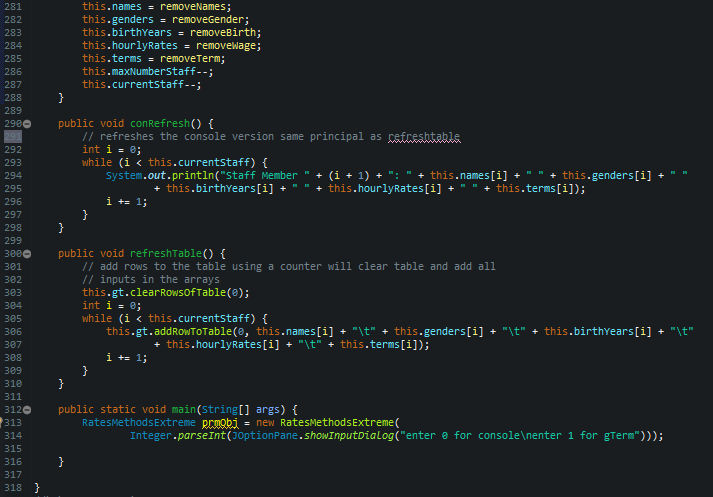 281 this.names = removeNames;
282 this.genders = removeGender;
283 this.birthYears = removeBirth;
284 this.hourlyRates = removeWage;
285 this.terms = removeTerm;
286 this.maxNumberStaff--;
287 this.currentStaff--;
288 }
289
290 public void conRefresh() {
291 // refreshes the console version same principal as refreshtable
292 int i = 0;
293 while (i < this.currentStaff) {
294 System.out.println("Staff Member " + (i + 1) + ": " + this.names[i] + " " + this.genders[i] + " "
295 + this.birthYears[i] + " " + this.hourlyRates[i] + " " + this.terms[i]);
296 i += 1;
297 }
298 }
299
300 public void refreshTable() {
301 // add rows to the table using a counter will clear table and add all
302 // inputs in the arrays
303 this.gt.clearRowsOfTable(0);
304 int i = 0;
305 while (i < this.currentStaff) {
306 this.gt.addRowToTable(0, this.names[i] + "\t" + this.genders[i] + "\t" + this.birthYears[i] + "\t"
307 + this.hourlyRates[i] + "\t" + this.terms[i]);
308 i += 1;
309 }
310 }
311
312 public static void main(String[] args) {
313 RatesMethodsExtreme prmObj = new RatesMethodsExtreme(
314 Integer.parseInt(JOptionPane.showInputDialog("enter 0 for console\nenter 1 for gTerm")));
315
316 }
317
318 }